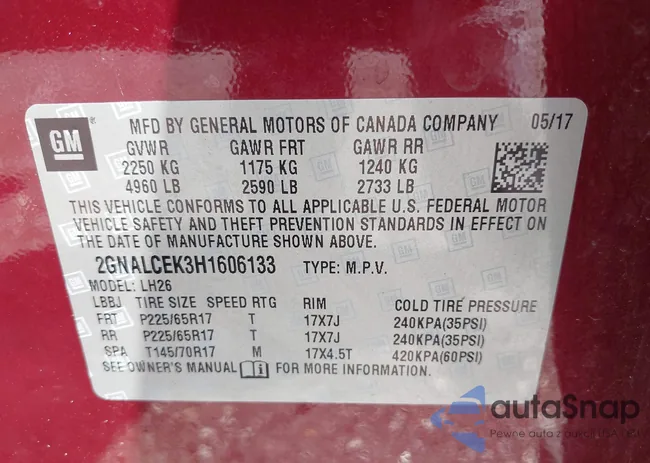 GM
MFD BY GENERAL MOTORS OF CANADA COMPANY 05/17
GVWR GAWR FRT GAWR RR
2250 KG 1175 KG 1240 KG
4960 LB 2590 LB 2733 LB
THIS VEHICLE CONFORMS TO ALL APPLICABLE U.S. FEDERAL MOTOR
VEHICLE SAFETY AND THEFT PREVENTION STANDARDS IN EFFECT ON
THE DATE OF MANUFACTURE SHOWN ABOVE.
2GNALCEK3H1606133 TYPE: M.P.V.
MODEL: LH26
LBBJ TIRE SIZE SPEED RTG RIM COLD TIRE PRESSURE
FRT P225/65R17 T 17X7J 240KPA(35PSI)
RR P225/65R17 T 17X7J 240KPA(35PSI)
SPA T145/70R17 M 17X4.5T 420KPA(60PSI)
SEE OWNER'S MANUAL FOR MORE INFORMATION.
autaSnap
Pewne auta z aukcji